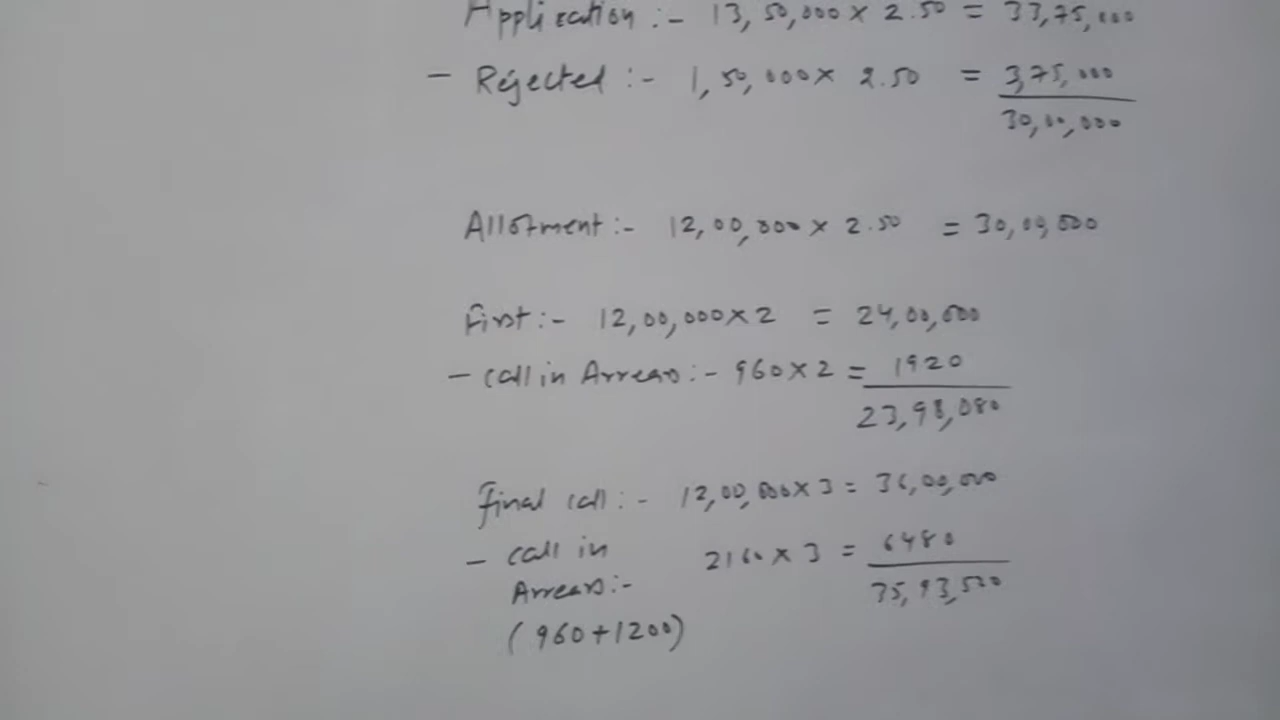 Application :- 13,50,000 × 2.50 = 33,75,000
- Rejected :- 1,50,000 × 2.50 = 3,75,000
30,00,000
Allotment :- 12,00,000 × 2.50 = 30,00,000
First :- 12,00,000 × 2 = 24,00,000
- Call in Arrears :- 960 × 2 = 1920
23,98,080
Final call :- 12,00,000 × 3 = 36,00,000
- Call in 2160 × 3 = 6480
Arrears :- 35,93,520
(960+1200)